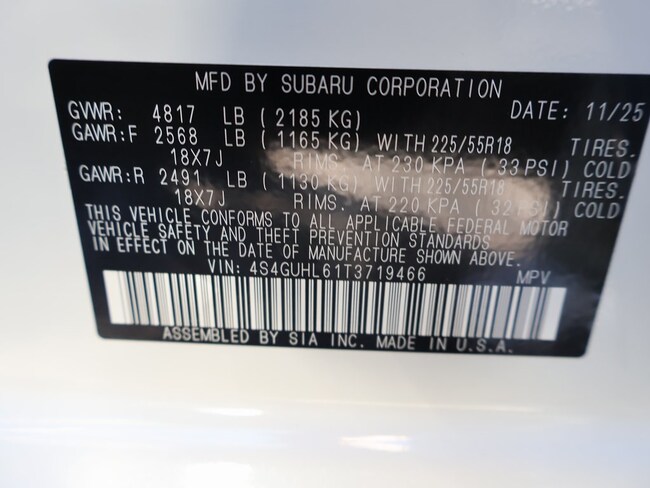 MFD BY SUBARU CORPORATION
DATE: 11/25
GVWR: 4817 LB ( 2185 KG)
GAWR:F 2568 LB ( 1165 KG) WITH 225/55R18 TIRES.
18X7J RIMS. AT 230 KPA ( 33 PSI) COLD
GAWR:R 2491 LB ( 1130 KG) WITH 225/55R18 TIRES.
18X7J RIMS. AT 220 KPA ( 32 PSI) COLD
THIS VEHICLE CONFORMS TO ALL APPLICABLE FEDERAL MOTOR
VEHICLE SAFETY AND THEFT PREVENTION STANDARDS
IN EFFECT ON THE DATE OF MANUFACTURE SHOWN ABOVE.
VIN: 4S4GUHL61T3719466 MPV
ASSEMBLED BY SIA INC. MADE IN U.S.A.